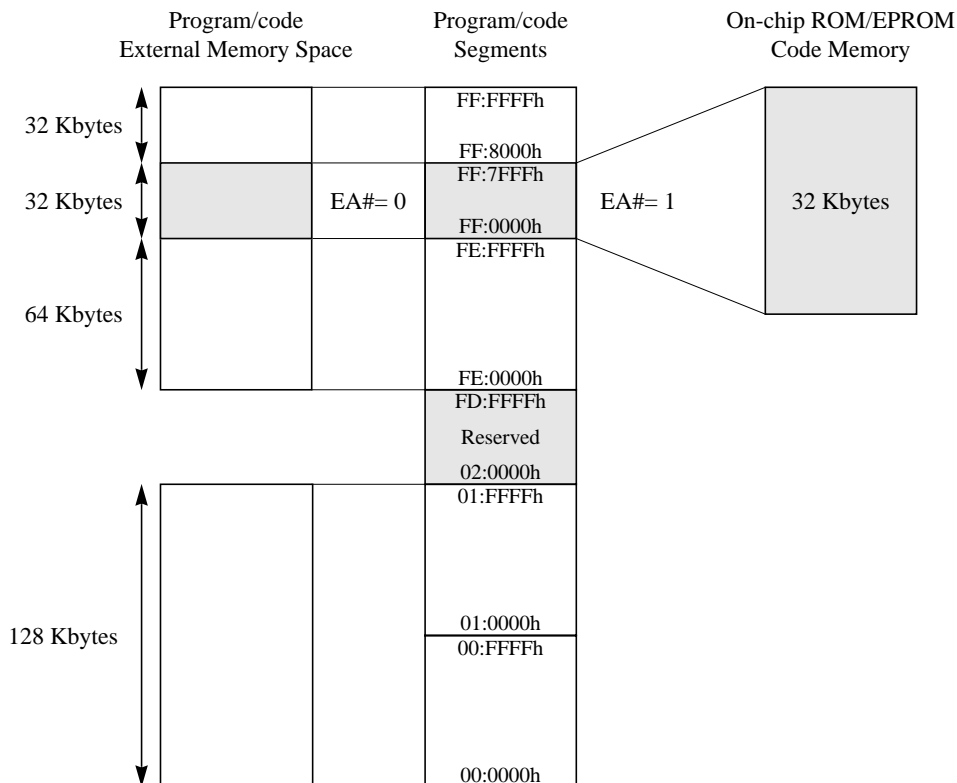 Program/code
External Memory Space
Program/code
Segments
On-chip ROM/EPROM
Code Memory
32 Kbytes
FF:FFFFh
FF:8000h
32 Kbytes
EA#= 0
FF:7FFFh
FF:0000h
EA#= 1
32 Kbytes
64 Kbytes
FE:FFFFh
FE:0000h
FD:FFFFh
Reserved
02:0000h
128 Kbytes
01:FFFFh
01:0000h
00:FFFFh
00:0000h